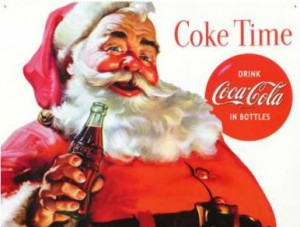 Coke Time
DRINK
Coca-Cola
IN BOTTLES